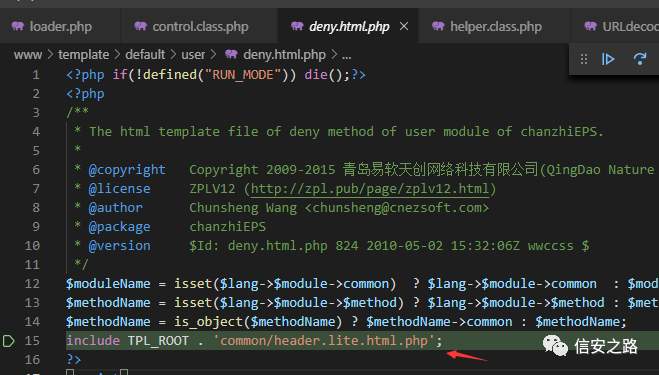 loader.php control.class.php deny.html.php × helper.class.php URLdecod
www > template > default > user > deny.html.php > ...
1 <?php if(!defined("RUN_MODE")) die();?>
2 <?php
3 /**
4 * The html template file of deny method of user module of chanzhiEPS.
5 *
6 * @copyright Copyright 2009-2015 青岛易软天创网络科技有限公司(QingDao Nature
7 * @license ZPLV12 (http://zpl.pub/page/zplv12.html)
8 * @author Chunsheng Wang <chunsheng@cnezsoft.com>
9 * @package chanzhiEPS
10 * @version $Id: deny.html.php 824 2010-05-02 15:32:06Z wwccss $
11 */
12 $moduleName = isset($lang->$module->common) ? $lang->$module->common : $mod
13 $methodName = isset($lang->$module->$method) ? $lang->$module->$method : $met
14 $methodName = is_object($methodName) ? $methodName->common : $methodName;
15 include TPL_ROOT . 'common/header.lite.html.php';
16 ?>
信安之路